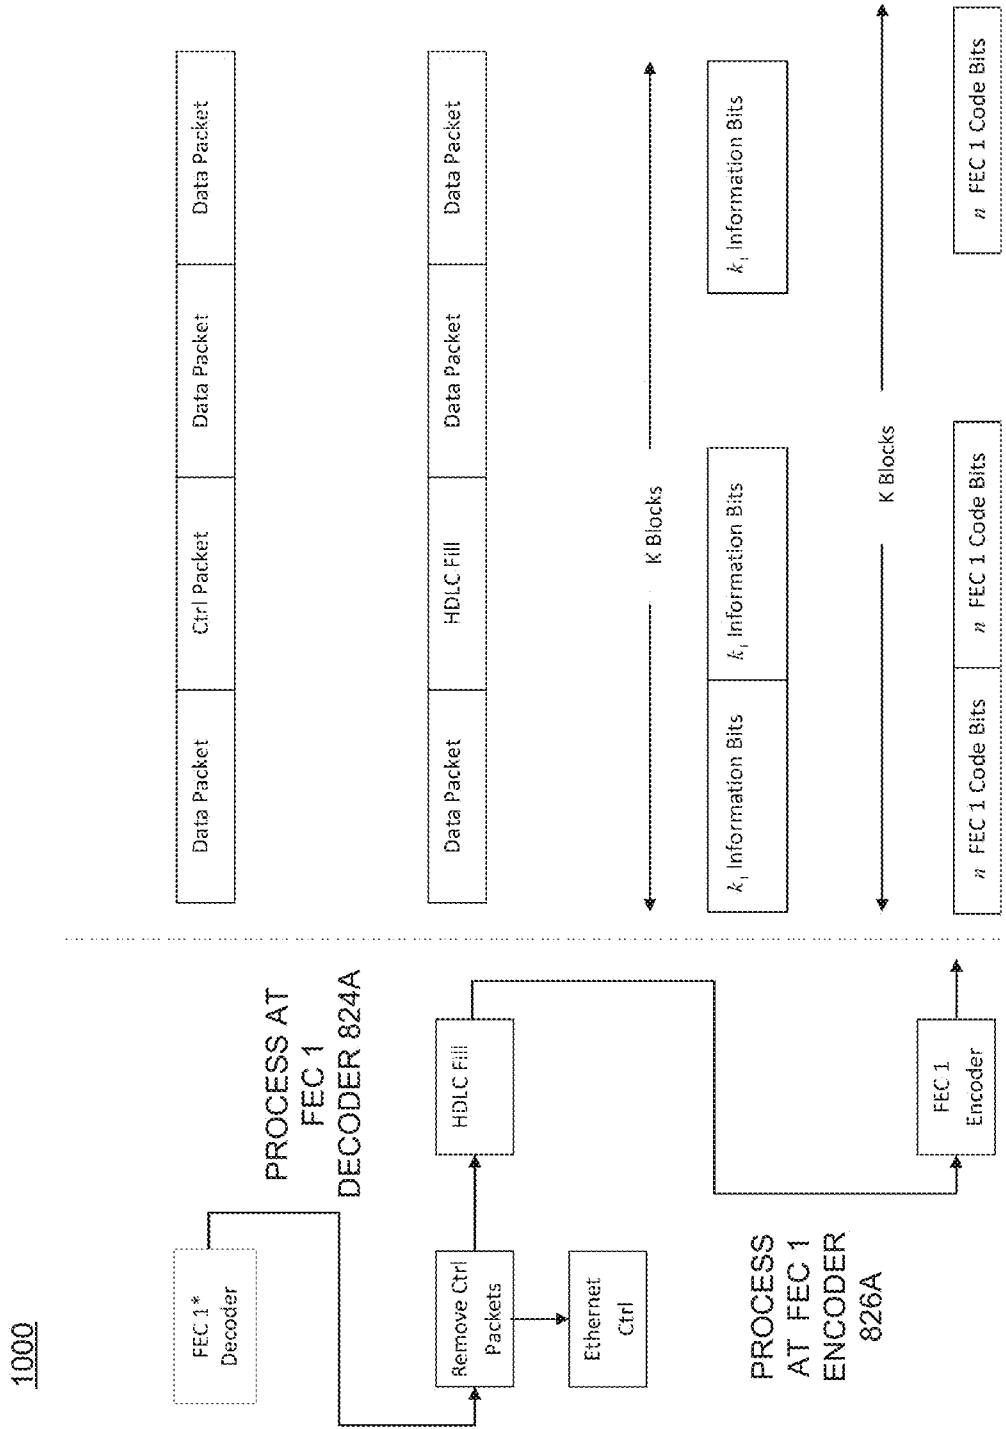 1000
FEC 1*
Decoder
PROCESS AT
FEC 1
DECODER 824A
Remove Ctrl
Packets
HDLC Fill
Ethernet
Ctrl
PROCESS
AT FEC 1
ENCODER
826A
FEC 1
Encoder
Data Packet
Ctrl Packet
Data Packet
Data Packet
Data Packet
HDLC Fill
Data Packet
Data Packet
K Blocks
k₁ Information Bits
k₁ Information Bits
k₁ Information Bits
K Blocks
n FEC 1 Code Bits
n FEC 1 Code Bits
n FEC 1 Code Bits